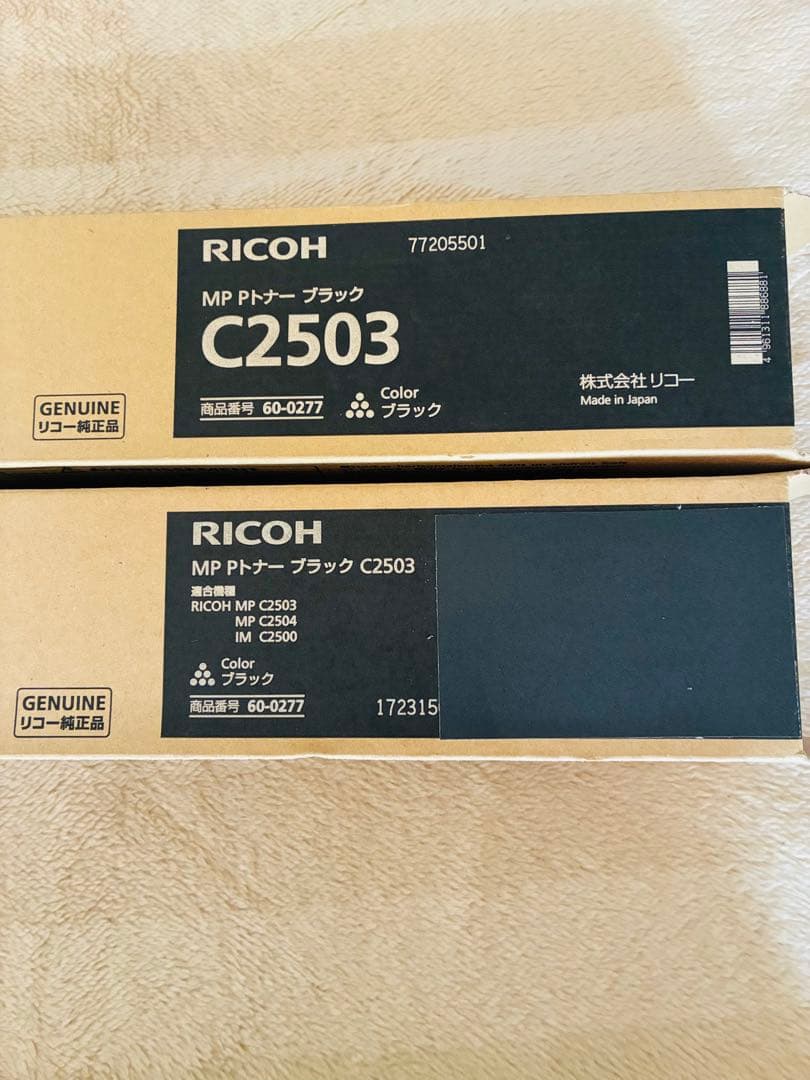 RICOH 77205501
MP Pトナー ブラック
C2503
商品番号 60-0277
Color
ブラック
株式会社リコー
Made in Japan
4 961311 886881
GENUINE
リコー純正品
RICOH
MP Pトナー ブラック C2503
適合機種
RICOH MP C2503
MP C2504
IM C2500
Color
ブラック
商品番号 60-0277
172315
GENUINE
リコー純正品